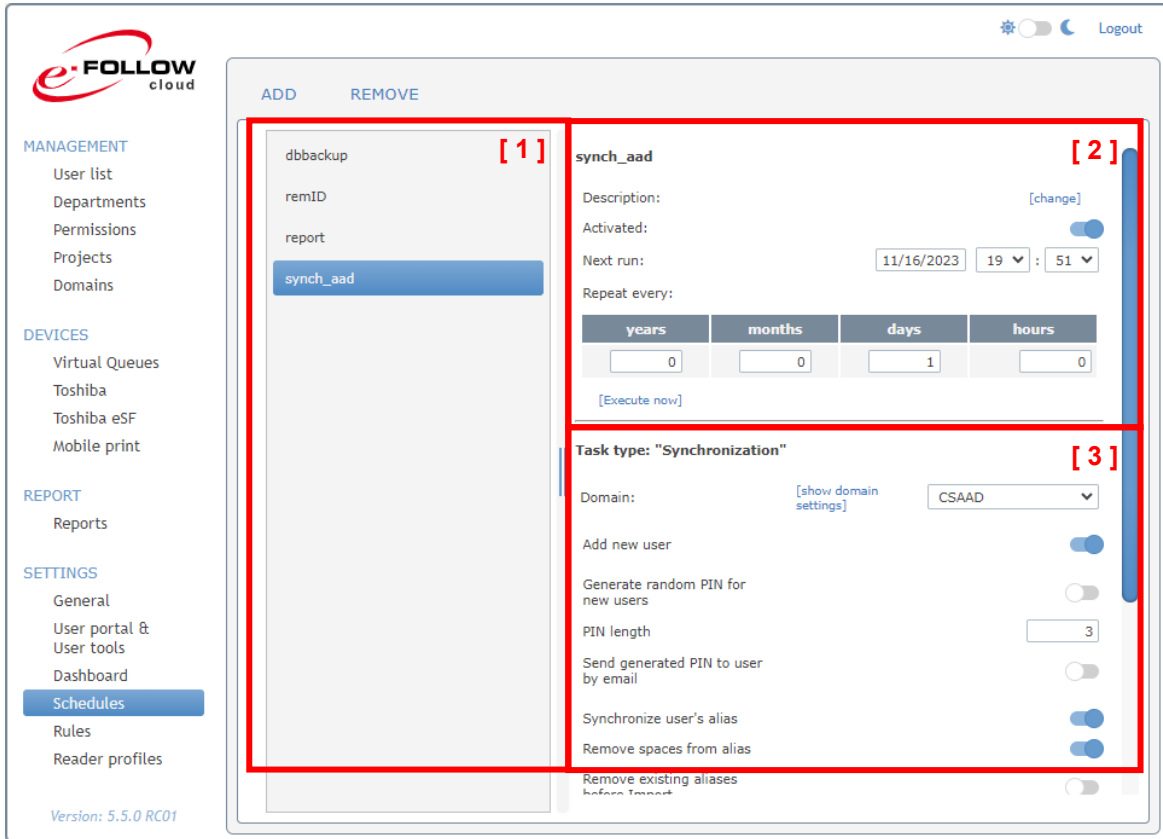 Logout
e-FOLLOW
cloud
ADD REMOVE
MANAGEMENT
User list
Departments
Permissions
Projects
Domains
DEVICES
Virtual Queues
Toshiba
Toshiba eSF
Mobile print
REPORT
Reports
SETTINGS
General
User portal &
User tools
Dashboard
Schedules
Rules
Reader profiles
Version: 5.5.0 RC01
[ 1 ]
dbbackup
remID
report
synch_aad
[ 2 ]
synch_aad
Description: [change]
Activated:
Next run: 11/16/2023 19 : 51
Repeat every:
years months days hours
0 0 1 0
[Execute now]
[ 3 ]
Task type: "Synchronization"
Domain: [show domain
settings] CSAAD
Add new user
Generate random PIN for
new users
PIN length 3
Send generated PIN to user
by email
Synchronize user's alias
Remove spaces from alias
Remove existing aliases
before Import